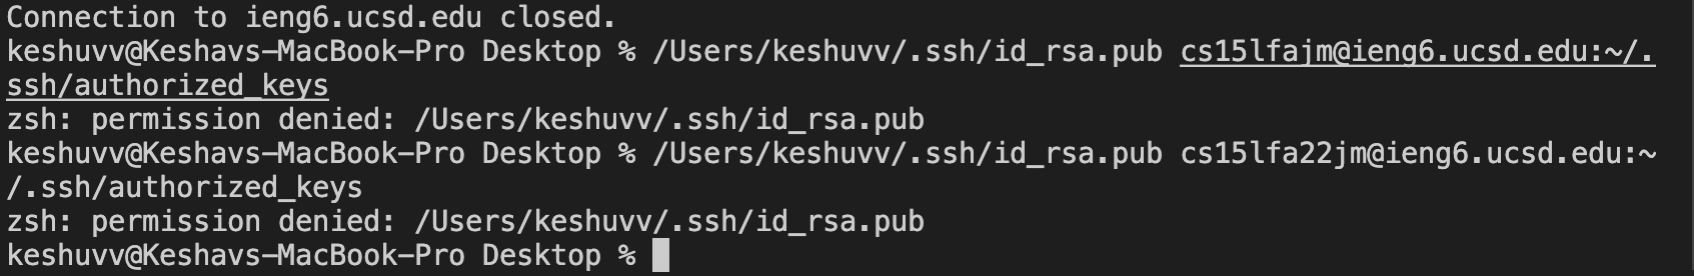 Connection to ieng6.ucsd.edu closed.
keshuvv@Keshavs-MacBook-Pro Desktop % /Users/keshuvv/.ssh/id_rsa.pub cs15lfajm@ieng6.ucsd.edu:~/.
ssh/authorized_keys
zsh: permission denied: /Users/keshuvv/.ssh/id_rsa.pub
keshuvv@Keshavs-MacBook-Pro Desktop % /Users/keshuvv/.ssh/id_rsa.pub cs15lfa22jm@ieng6.ucsd.edu:~
/.ssh/authorized_keys
zsh: permission denied: /Users/keshuvv/.ssh/id_rsa.pub
keshuvv@Keshavs-MacBook-Pro Desktop %